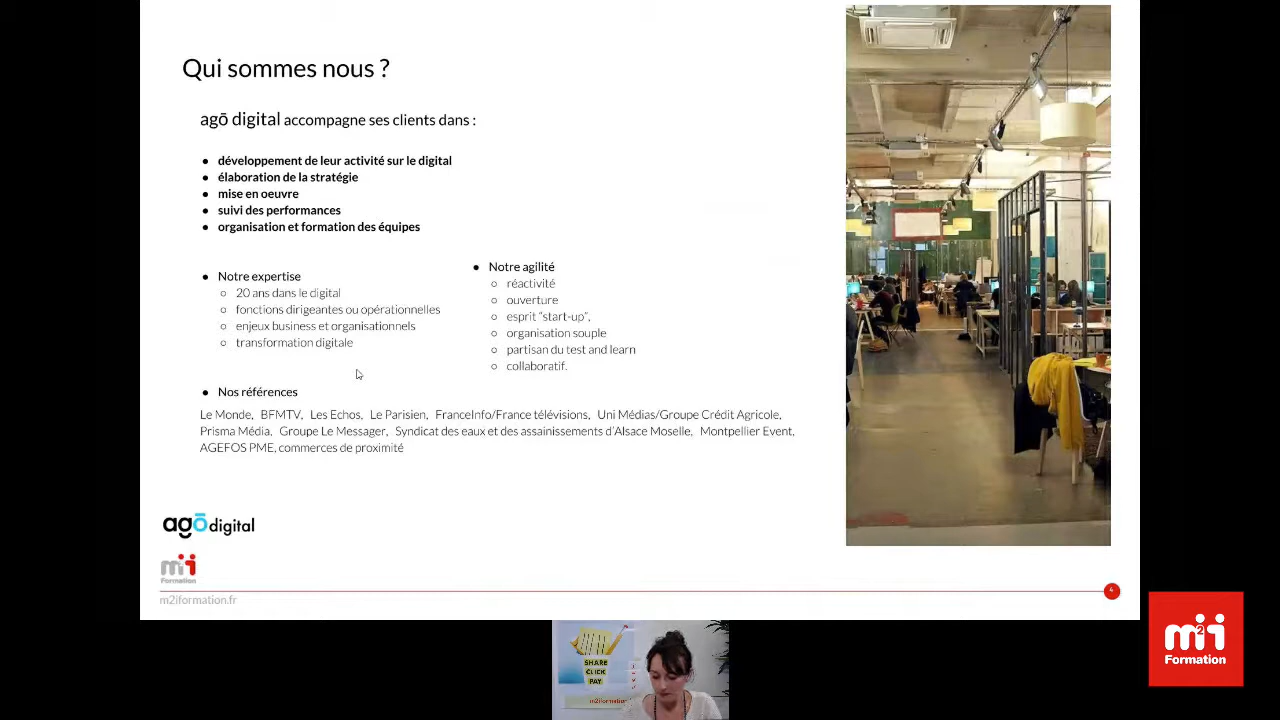 Qui sommes nous ?
agō digital accompagne ses clients dans :
● développement de leur activité sur le digital
● élaboration de la stratégie
● mise en oeuvre
● suivi des performances
● organisation et formation des équipes
● Notre expertise
○ 20 ans dans le digital
○ fonctions dirigeantes ou opérationnelles
○ enjeux business et organisationnels
○ transformation digitale
● Notre agilité
○ réactivité
○ ouverture
○ esprit “start-up”,
○ organisation souple
○ partisan du test and learn
○ collaboratif.
● Nos références
Le Monde, BFMTV, Les Echos, Le Parisien, FranceInfo/France télévisions, Uni Médias/Groupe Crédit Agricole,
Prisma Média, Groupe Le Messager, Syndicat des eaux et des assainissements d’Alsace Moselle, Montpellier Event,
AGEFOS PME, commerces de proximité
agō digital
m2i
Formation
m2iformation.fr
4
SHARE
CLICK
PAY
m2iformation
m2i
Formation